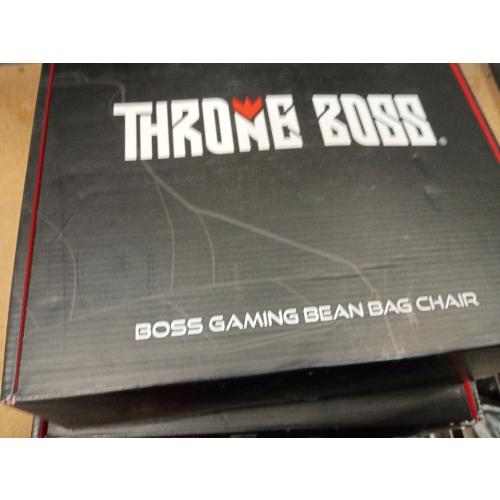 THRONE BOSS®
BOSS GAMING BEAN BAG CHAIR